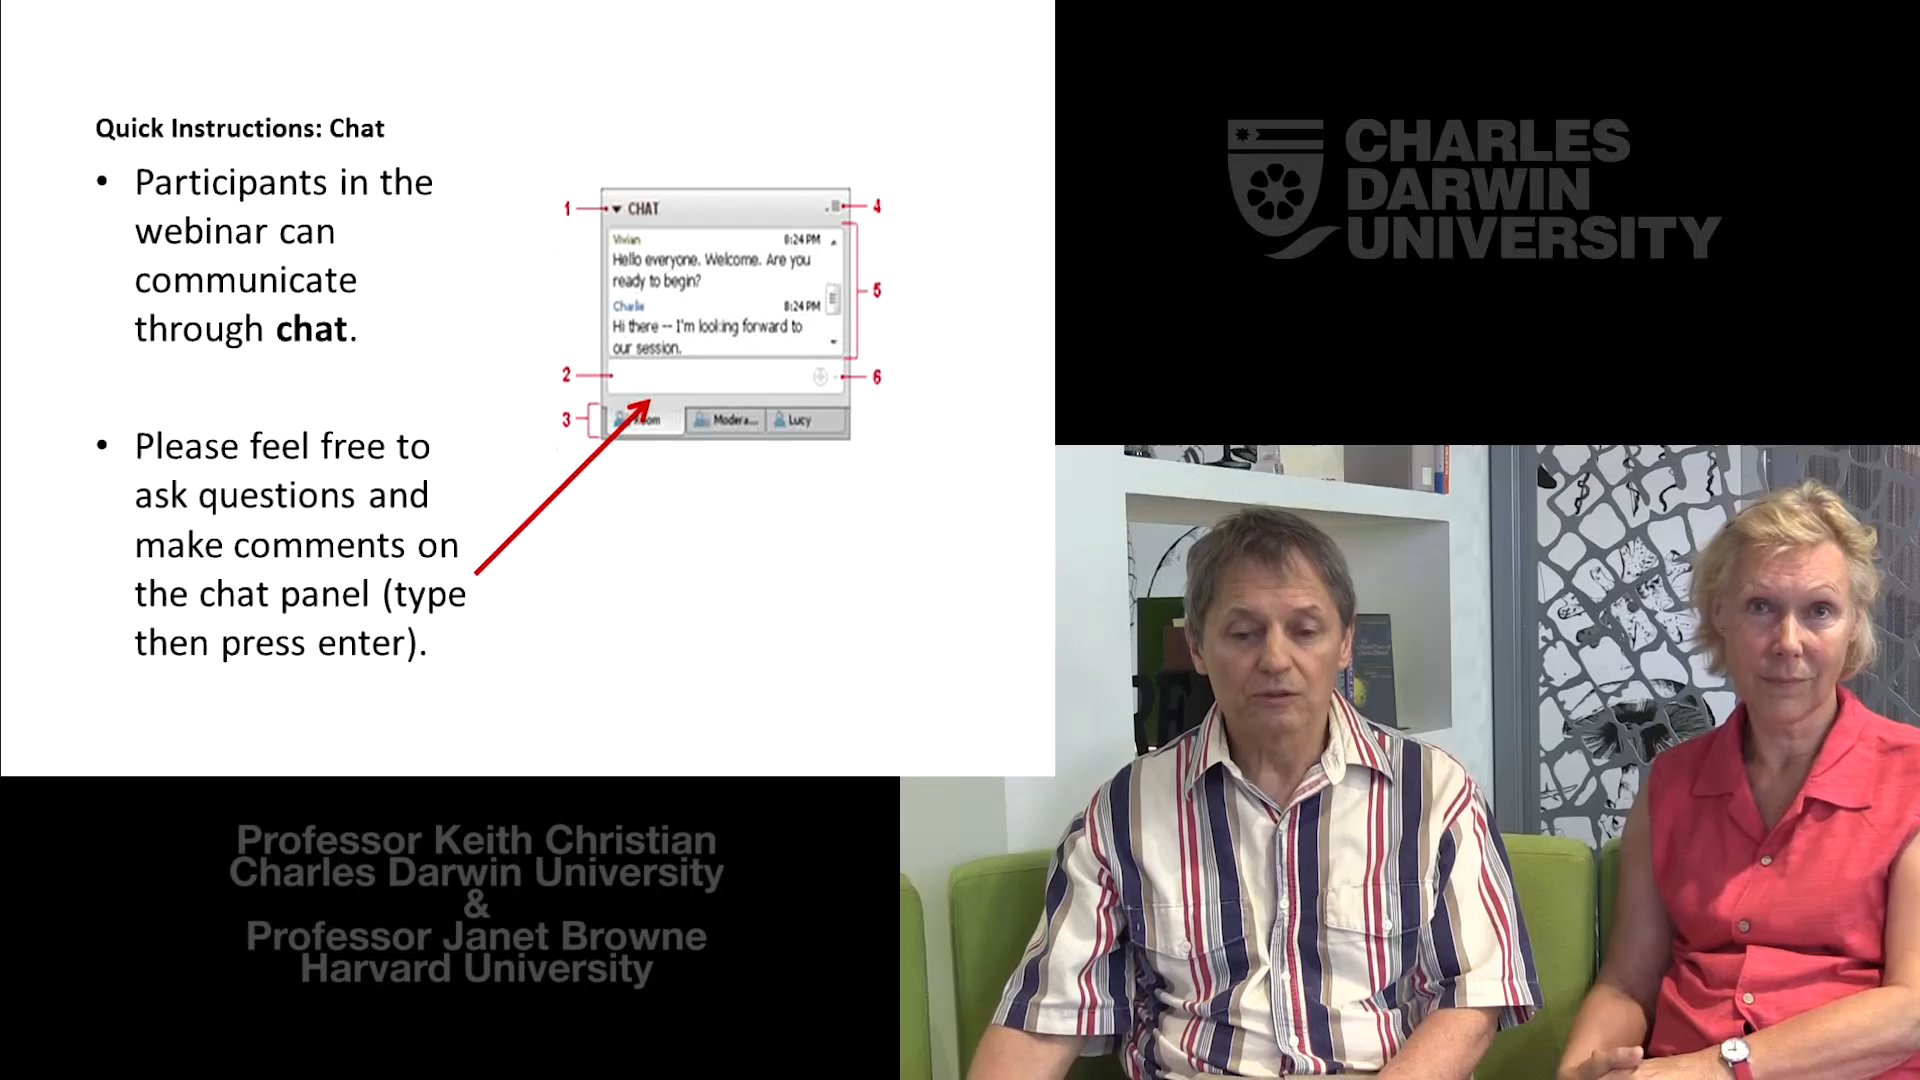 Quick Instructions: Chat
• Participants in the
webinar can
communicate
through chat.
• Please feel free to
ask questions and
make comments on
the chat panel (type
then press enter).
1
CHAT
4
Vivian 8:24 PM
Hello everyone. Welcome. Are you
ready to begin?
5
Charlie 8:24 PM
Hi there -- I'm looking forward to
our session.
2
6
3
Room
Modera...
Lucy
CHARLES
DARWIN
UNIVERSITY
Professor Keith Christian
Charles Darwin University
&
Professor Janet Browne
Harvard University